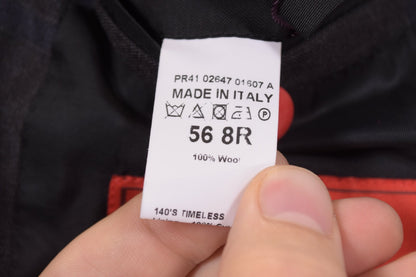 PR41 02647 01607 A
MADE IN ITALY
P
56 8R
100% Wool
140'S TIMELESS